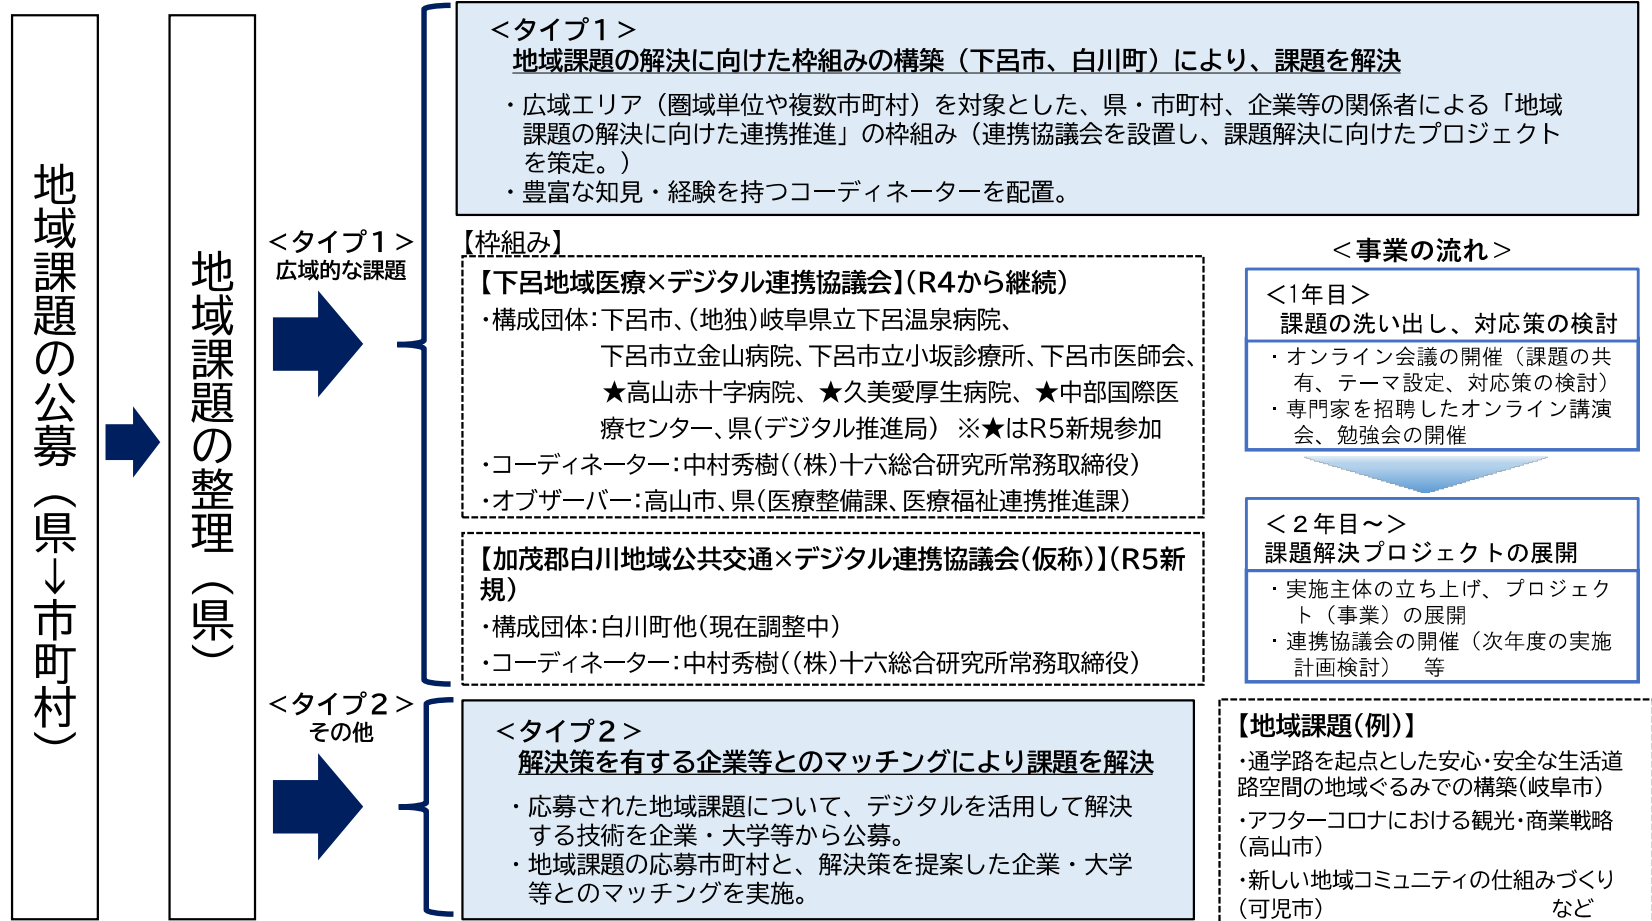 地域課題の公募（県→市町村）
地域課題の整理（県）
＜タイプ１＞
広域的な課題
＜タイプ１＞
地域課題の解決に向けた枠組みの構築（下呂市、白川町）により、課題を解決
・広域エリア（圏域単位や複数市町村）を対象とした、県・市町村、企業等の関係者による「地域
課題の解決に向けた連携推進」の枠組み（連携協議会を設置し、課題解決に向けたプロジェクト
を策定。）
・豊富な知見・経験を持つコーディネーターを配置。
【枠組み】
【下呂地域医療×デジタル連携協議会】（R4から継続）
・構成団体：下呂市、（地独）岐阜県立下呂温泉病院、
下呂市立金山病院、下呂市立小坂診療所、下呂市医師会、
★高山赤十字病院、★久美愛厚生病院、★中部国際医
療センター、県（デジタル推進局） ※★はR5新規参加
・コーディネーター：中村秀樹（（株）十六総合研究所常務取締役）
・オブザーバー：高山市、県（医療整備課、医療福祉連携推進課）
【加茂郡白川地域公共交通×デジタル連携協議会（仮称）】（R5新
規）
・構成団体：白川町他（現在調整中）
・コーディネーター：中村秀樹（（株）十六総合研究所常務取締役）
＜事業の流れ＞
＜1年目＞
課題の洗い出し、対応策の検討
・オンライン会議の開催（課題の共
有、テーマ設定、対応策の検討）
・専門家を招聘したオンライン講演
会、勉強会の開催
＜２年目～＞
課題解決プロジェクトの展開
・実施主体の立ち上げ、プロジェク
ト（事業）の展開
・連携協議会の開催（次年度の実施
計画検討） 等
＜タイプ２＞
その他
＜タイプ２＞
解決策を有する企業等とのマッチングにより課題を解決
・応募された地域課題について、デジタルを活用して解決
する技術を企業・大学等から公募。
・地域課題の応募市町村と、解決策を提案した企業・大学
等とのマッチングを実施。
【地域課題（例）】
・通学路を起点とした安心・安全な生活道
路空間の地域ぐるみでの構築（岐阜市）
・アフターコロナにおける観光・商業戦略
（高山市）
・新しい地域コミュニティの仕組みづくり
（可児市） など